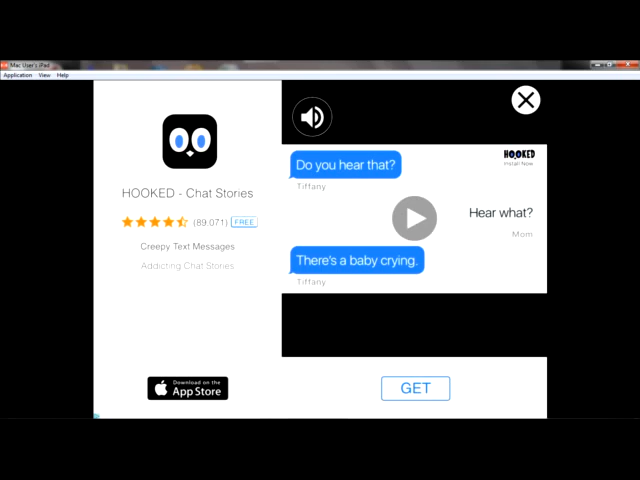 Mac User's iPad
Application View Help
HOOKED - Chat Stories
(89,071) FREE
Creepy Text Messages
Addicting Chat Stories
Download on the
App Store
HOOKED
Install Now
Do you hear that?
Tiffany
Hear what?
Mom
There's a baby crying.
Tiffany
GET